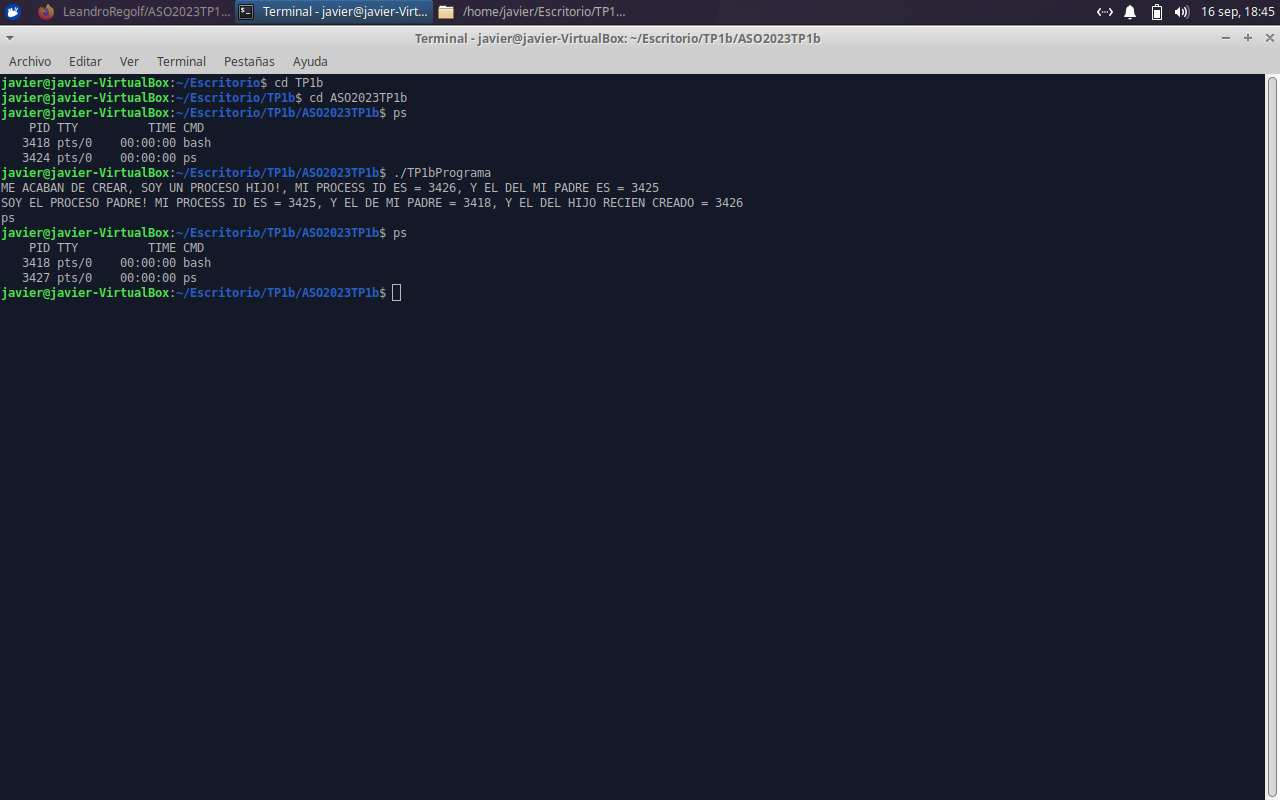 LeandroRegolf/ASO2023TP1... Terminal - javier@javier-Virt... /home/javier/Escritorio/TP1... 16 sep, 18:45
Terminal - javier@javier-VirtualBox: ~/Escritorio/TP1b/ASO2023TP1b
Archivo Editar Ver Terminal Pestañas Ayuda
javier@javier-VirtualBox:~/Escritorio$ cd TP1b
javier@javier-VirtualBox:~/Escritorio/TP1b$ cd ASO2023TP1b
javier@javier-VirtualBox:~/Escritorio/TP1b/ASO2023TP1b$ ps
    PID TTY          TIME CMD
   3418 pts/0    00:00:00 bash
   3424 pts/0    00:00:00 ps
javier@javier-VirtualBox:~/Escritorio/TP1b/ASO2023TP1b$ ./TP1bPrograma
ME ACABAN DE CREAR, SOY UN PROCESO HIJO!, MI PROCESS ID ES = 3426, Y EL DEL MI PADRE ES = 3425
SOY EL PROCESO PADRE! MI PROCESS ID ES = 3425, Y EL DE MI PADRE = 3418, Y EL DEL HIJO RECIEN CREADO = 3426
ps
javier@javier-VirtualBox:~/Escritorio/TP1b/ASO2023TP1b$ ps
    PID TTY          TIME CMD
   3418 pts/0    00:00:00 bash
   3427 pts/0    00:00:00 ps
javier@javier-VirtualBox:~/Escritorio/TP1b/ASO2023TP1b$